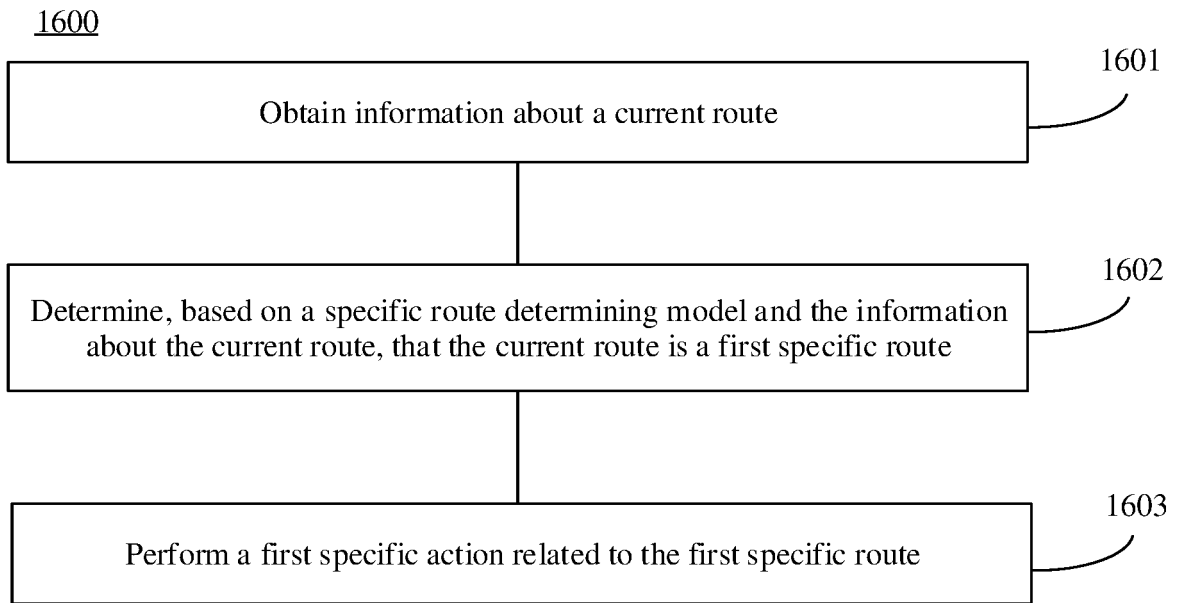 1600
1601
Obtain information about a current route
1602
Determine, based on a specific route determining model and the information
about the current route, that the current route is a first specific route
1603
Perform a first specific action related to the first specific route